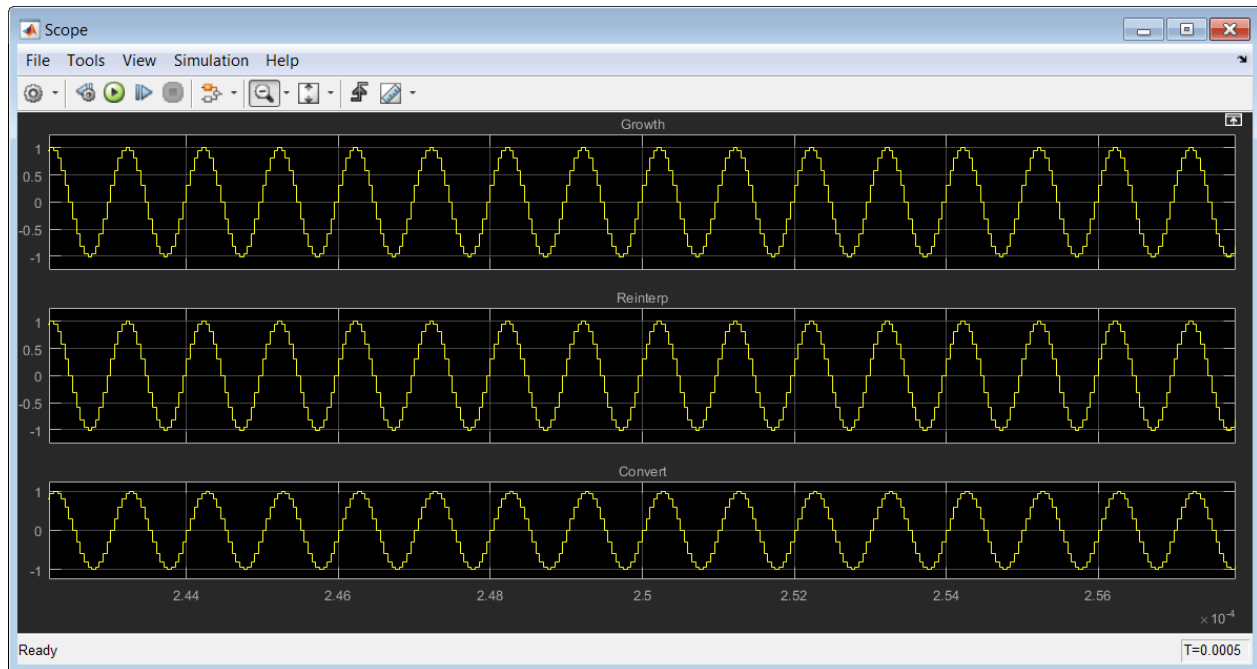 Scope
File Tools View Simulation Help
Growth
1
0.5
0
-0.5
-1
Reinterp
1
0.5
0
-0.5
-1
Convert
1
0
-1
2.44 2.46 2.48 2.5 2.52 2.54 2.56
×10⁻⁴
Ready T=0.0005